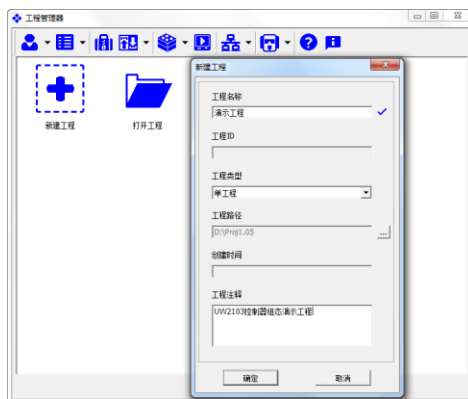 工程管理器
新建工程
打开工程
新建工程
工程名称
演示工程
工程ID
工程类型
单工程
工程路径
D:\Proj1.05
...
创建时间
工程注释
UW2103控制器组态演示工程
确定
取消